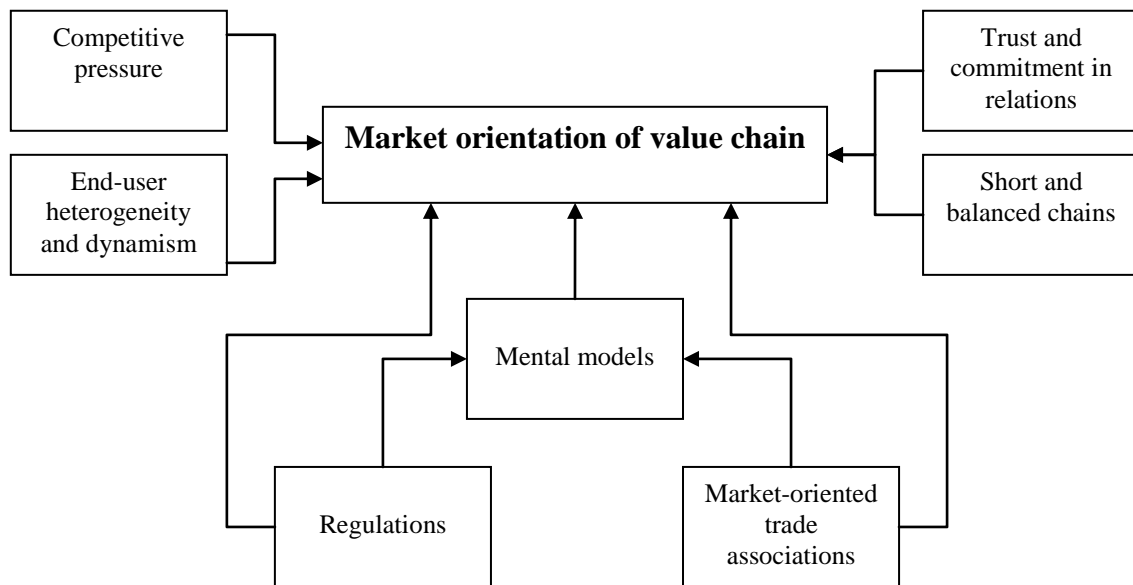 Competitive
pressure
Trust and
commitment in
relations
Market orientation of value chain
End-user
heterogeneity
and dynamism
Short and
balanced chains
Mental models
Regulations
Market-oriented
trade
associations